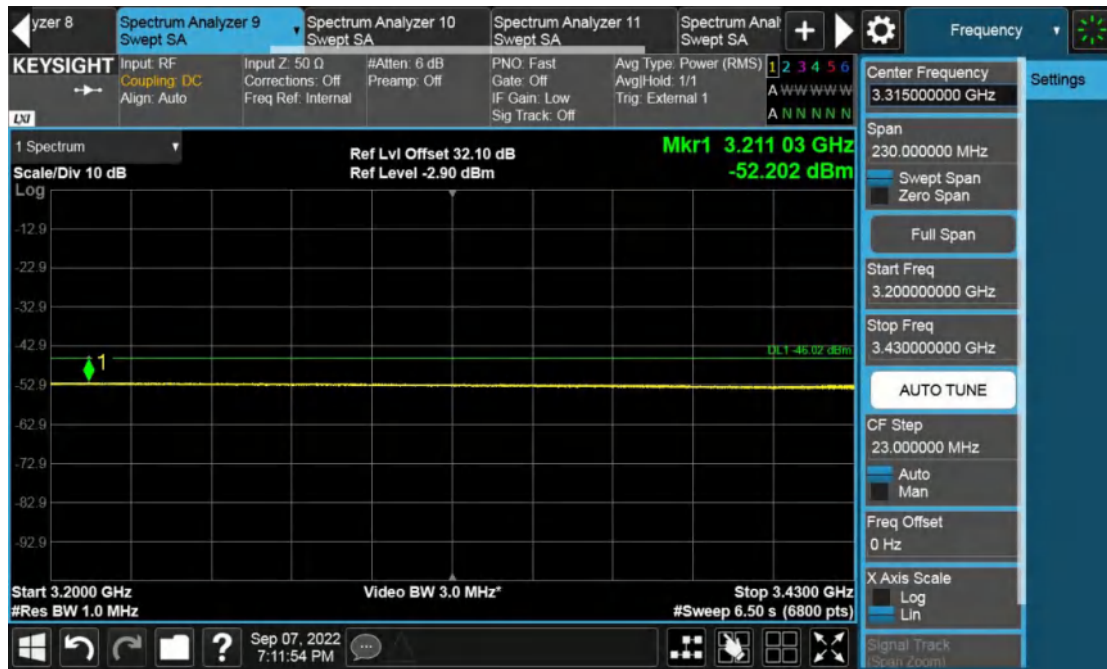 yzer 8
Spectrum Analyzer 9
Swept SA
Spectrum Analyzer 10
Swept SA
Spectrum Analyzer 11
Swept SA
Spectrum Anal
Swept SA
+
Frequency
KEYSIGHT
LXI
Input: RF
Coupling: DC
Align: Auto
Input Z: 50 Ω
Corrections: Off
Freq Ref: Internal
#Atten: 6 dB
Preamp: Off
PNO: Fast
Gate: Off
IF Gain: Low
Sig Track: Off
Avg Type: Power (RMS)
Avg|Hold: 1/1
Trig: External 1
1 2 3 4 5 6
A W W W W W
A N N N N N
1 Spectrum
Scale/Div 10 dB
Log
Ref Lvl Offset 32.10 dB
Ref Level -2.90 dBm
Mkr1 3.211 03 GHz
-52.202 dBm
-12.9
-22.9
-32.9
-42.9
DL1 -46.02 dBm
1
-52.9
-62.9
-72.9
-82.9
-92.9
Start 3.2000 GHz
#Res BW 1.0 MHz
Video BW 3.0 MHz*
Stop 3.4300 GHz
#Sweep 6.50 s (6800 pts)
Center Frequency
3.315000000 GHz
Settings
Span
230.000000 MHz
Swept Span
Zero Span
Full Span
Start Freq
3.200000000 GHz
Stop Freq
3.430000000 GHz
AUTO TUNE
CF Step
23.000000 MHz
Auto
Man
Freq Offset
0 Hz
X Axis Scale
Log
Lin
Signal Track
(Span Zoom)
?
Sep 07, 2022
7:11:54 PM